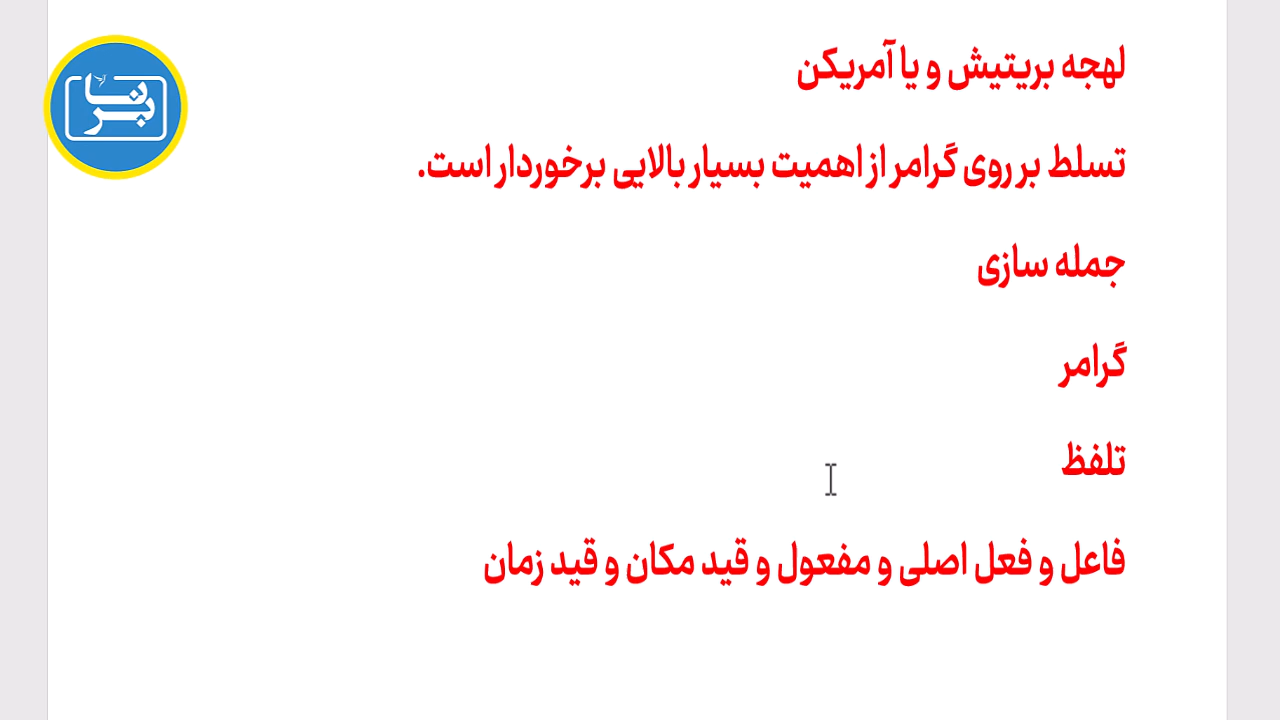 برنا
لهجه بریتیش و یا آمریکن
تسلط بر روی گرامر از اهمیت بسیار بالایی برخوردار است.
جمله سازی
گرامر
تلفظ
فاعل و فعل اصلی و مفعول و قید مکان و قید زمان